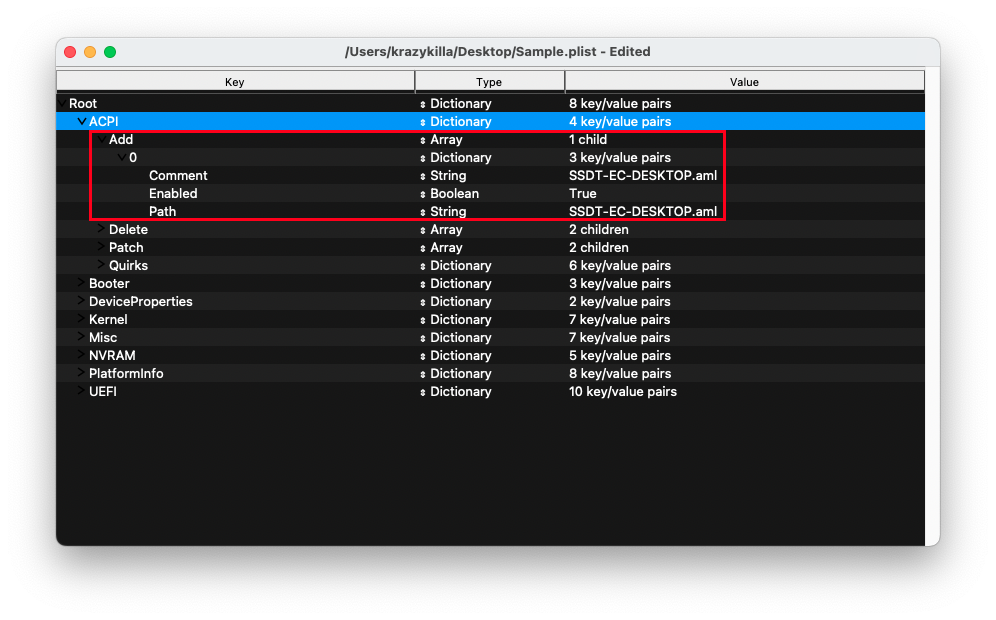 /Users/krazykilla/Desktop/Sample.plist - Edited
Key Type Value
Root Dictionary 8 key/value pairs
ACPI Dictionary 4 key/value pairs
Add Array 1 child
0 Dictionary 3 key/value pairs
Comment String SSDT-EC-DESKTOP.aml
Enabled Boolean True
Path String SSDT-EC-DESKTOP.aml
Delete Array 2 children
Patch Array 2 children
Quirks Dictionary 6 key/value pairs
Booter Dictionary 3 key/value pairs
DeviceProperties Dictionary 2 key/value pairs
Kernel Dictionary 7 key/value pairs
Misc Dictionary 7 key/value pairs
NVRAM Dictionary 5 key/value pairs
PlatformInfo Dictionary 8 key/value pairs
UEFI Dictionary 10 key/value pairs